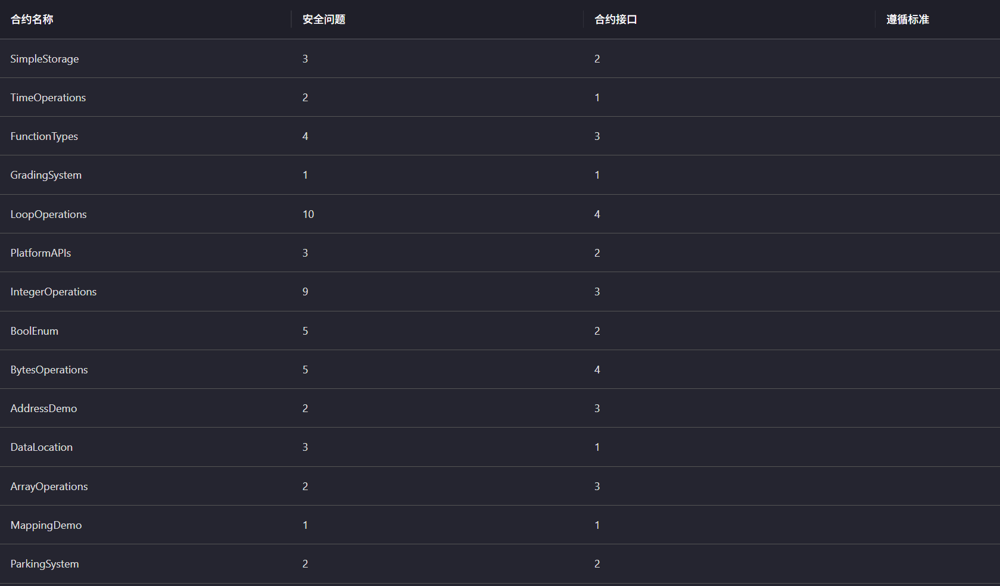 合约名称 安全问题 合约接口 遵循标准
SimpleStorage 3 2
TimeOperations 2 1
FunctionTypes 4 3
GradingSystem 1 1
LoopOperations 10 4
PlatformAPIs 3 2
IntegerOperations 9 3
BoolEnum 5 2
BytesOperations 5 4
AddressDemo 2 3
DataLocation 3 1
ArrayOperations 2 3
MappingDemo 1 1
ParkingSystem 2 2